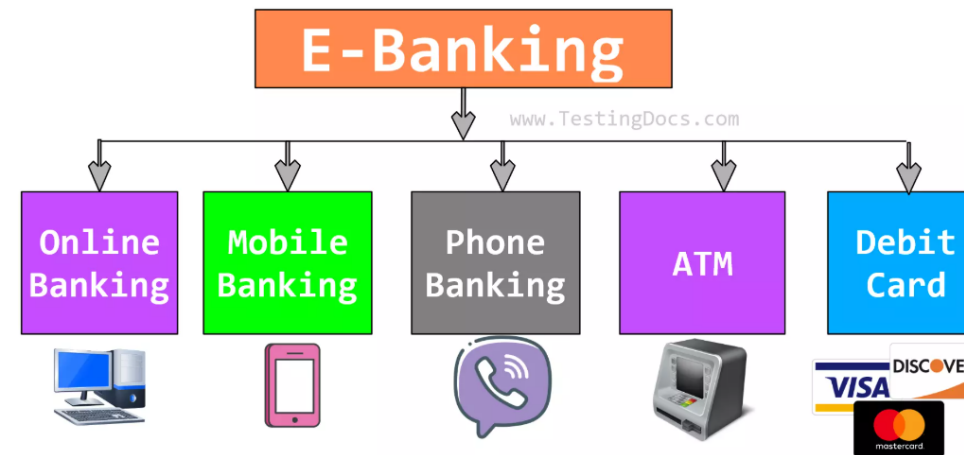 E-Banking
www.TestingDocs.com
Online
Banking
Mobile
Banking
Phone
Banking
ATM
Debit
Card
DISCOVE
VISA
mastercard